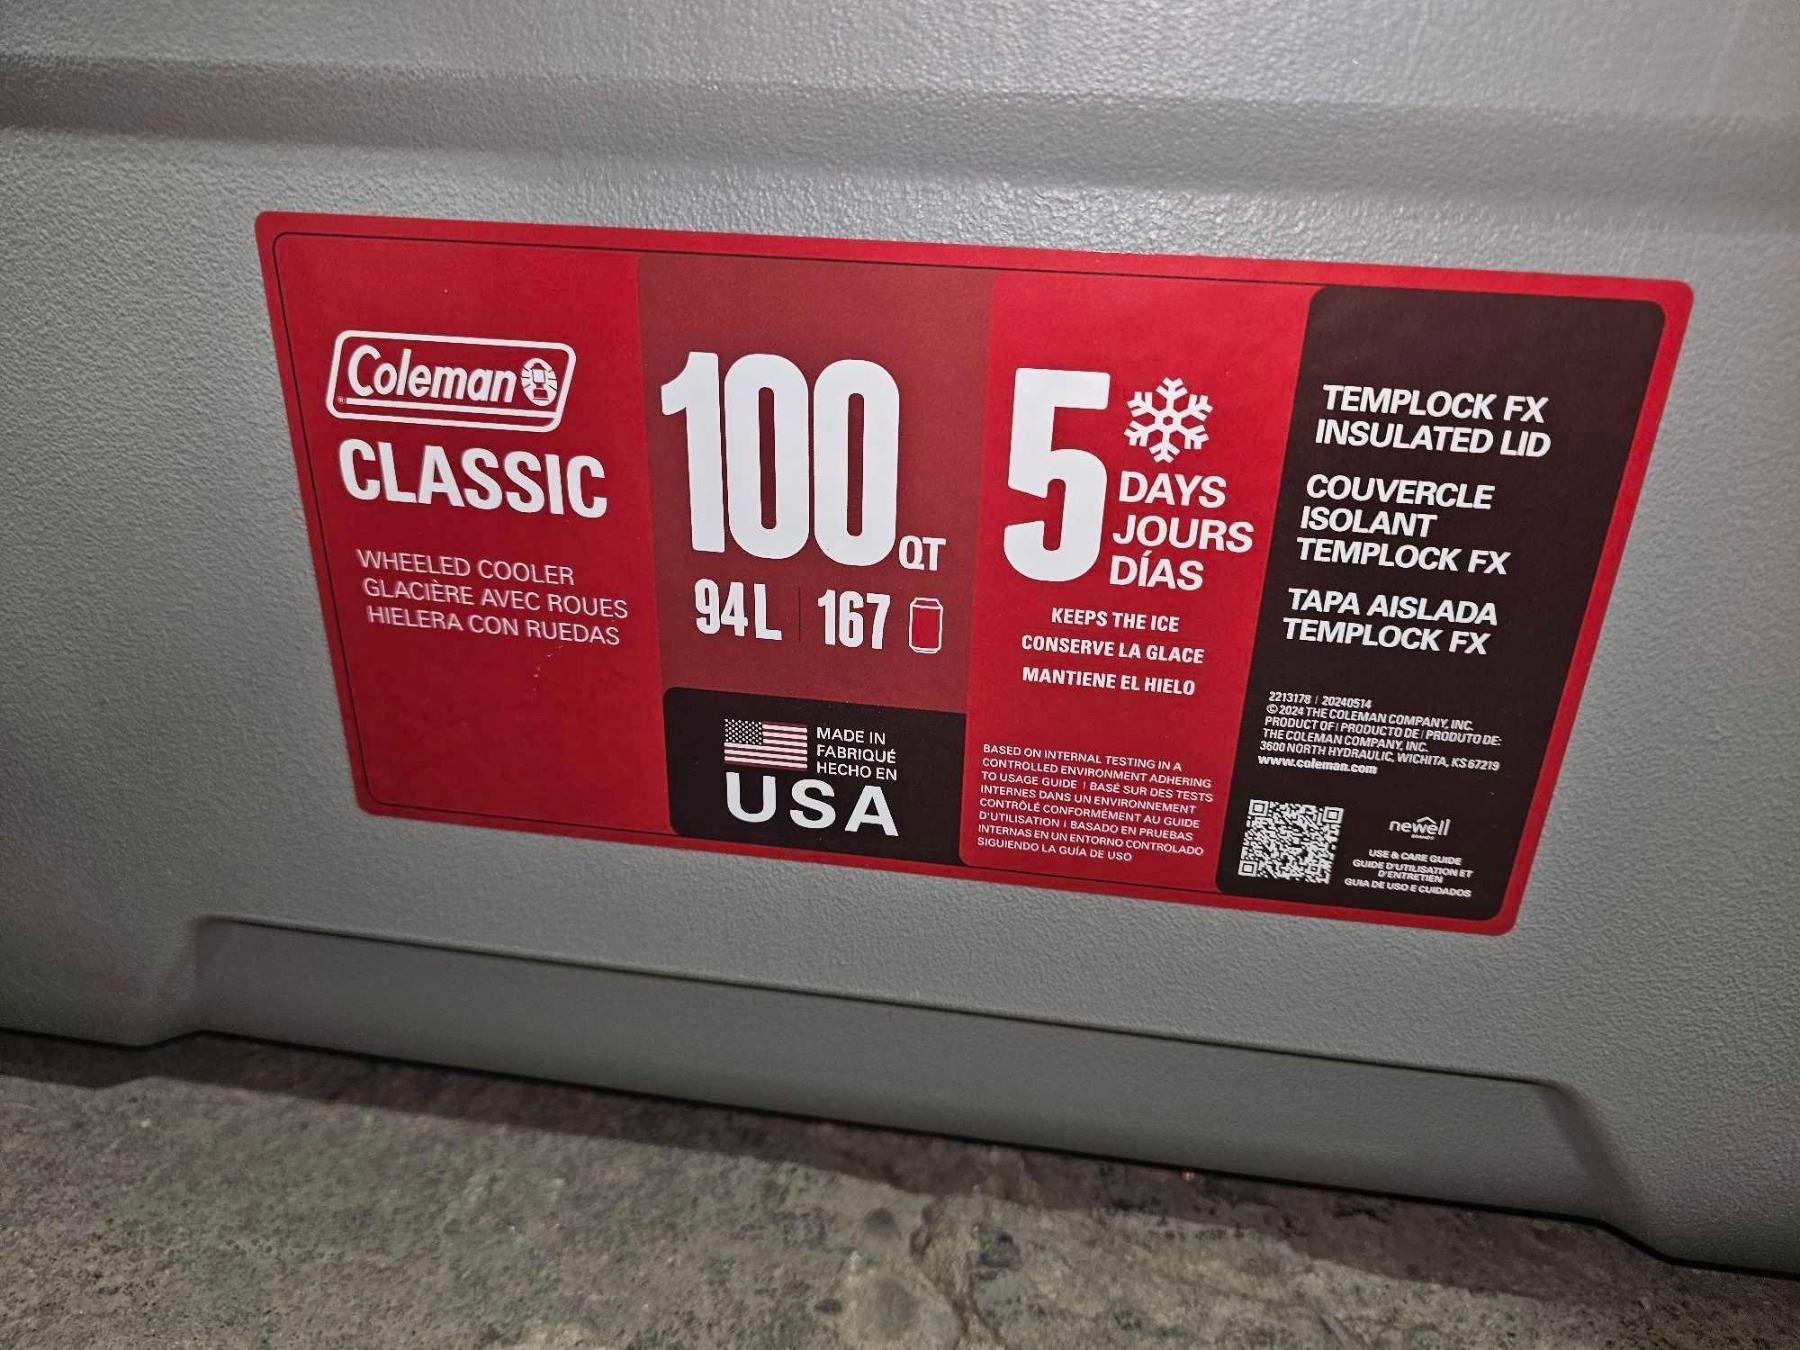 Coleman
CLASSIC
WHEELED COOLER
GLACIÈRE AVEC ROUES
HIELERA CON RUEDAS
100 QT
94L | 167
MADE IN
FABRIQUÉ
HECHO EN
USA
5
DAYS
JOURS
DÍAS
KEEPS THE ICE
CONSERVE LA GLACE
MANTIENE EL HIELO
BASED ON INTERNAL TESTING IN A
CONTROLLED ENVIRONMENT ADHERING
TO USAGE GUIDE | BASÉ SUR DES TESTS
INTERNES DANS UN ENVIRONNEMENT
CONTRÔLÉ CONFORMÉMENT AU GUIDE
D'UTILISATION | BASADO EN PRUEBAS
INTERNAS EN UN ENTORNO CONTROLADO
SIGUIENDO LA GUÍA DE USO
TEMPLOCK FX
INSULATED LID
COUVERCLE
ISOLANT
TEMPLOCK FX
TAPA AISLADA
TEMPLOCK FX
2213178 | 20240514
© 2024 THE COLEMAN COMPANY, INC.
PRODUCT OF | PRODUCTO DE | PRODUTO DE:
THE COLEMAN COMPANY, INC.
3600 NORTH HYDRAULIC, WICHITA, KS 67219
www.coleman.com
newell
BRANDS
USE & CARE GUIDE
GUIDE D'UTILISATION ET
D'ENTRETIEN
GUIA DE USO E CUIDADOS